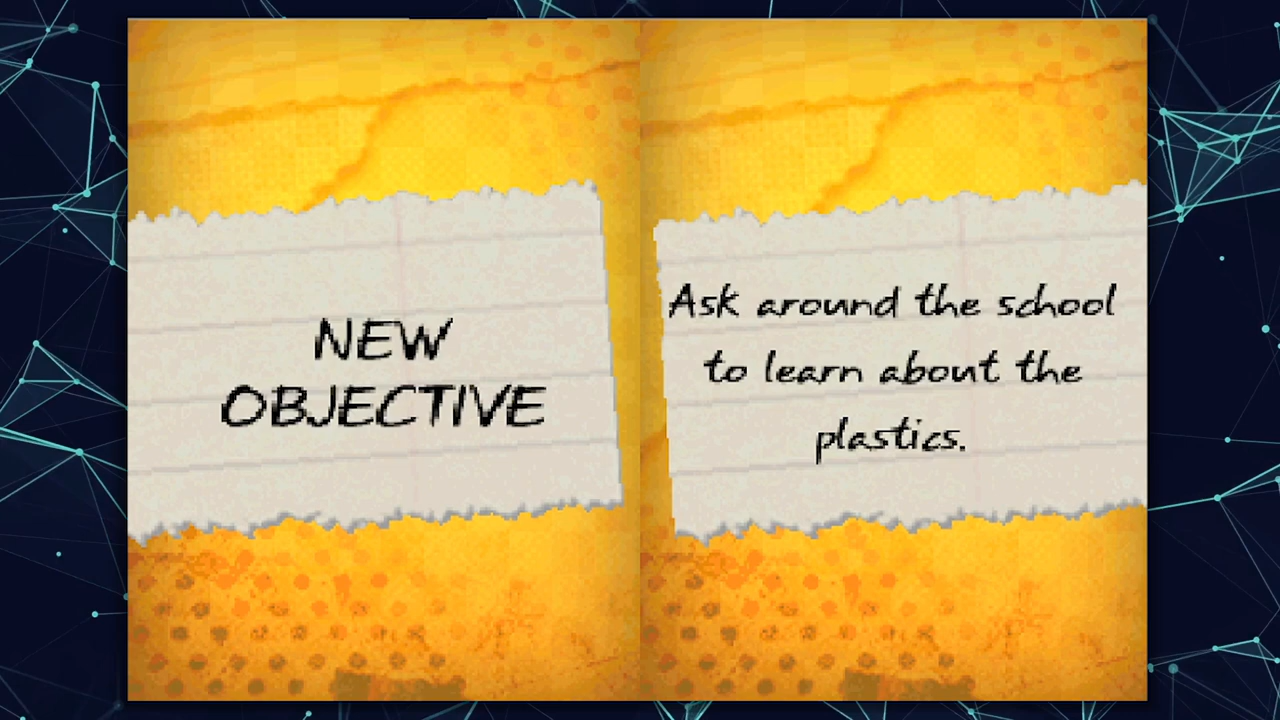 NEW
OBJECTIVE
Ask around the school
to learn about the
plastics.